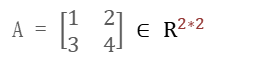 A = [1 2
3 4] ∈ R^{2*2}